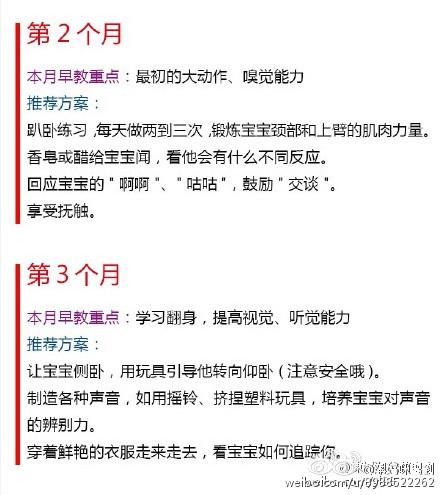 第2个月
本月早教重点：最初的大动作、嗅觉能力
推荐方案：
趴卧练习，每天做两到三次，锻炼宝宝颈部和上臂的肌肉力量。
香皂或醋给宝宝闻，看他会有什么不同反应。
回应宝宝的"啊啊"、"咕咕"，鼓励"交谈"。
享受抚触。
第3个月
本月早教重点：学习翻身，提高视觉、听觉能力
推荐方案：
让宝宝侧卧，用玩具引导他转向仰卧(注意安全哦)。
制造各种声音，如用摇铃、挤捏塑料玩具，培养宝宝对声音
的辨别力。
穿着鲜艳的衣服走来走去，看宝宝如何追踪你。